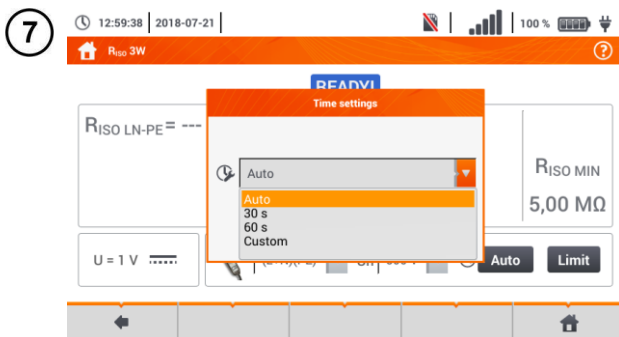 7
12:59:38 2018-07-21 100 %
RISO 3W
READY!
Time settings
RISO LN-PE= ---
Auto
Auto
30 s
60 s
Custom
RISO MIN
5,00 MΩ
U = 1 V
Auto
Limit